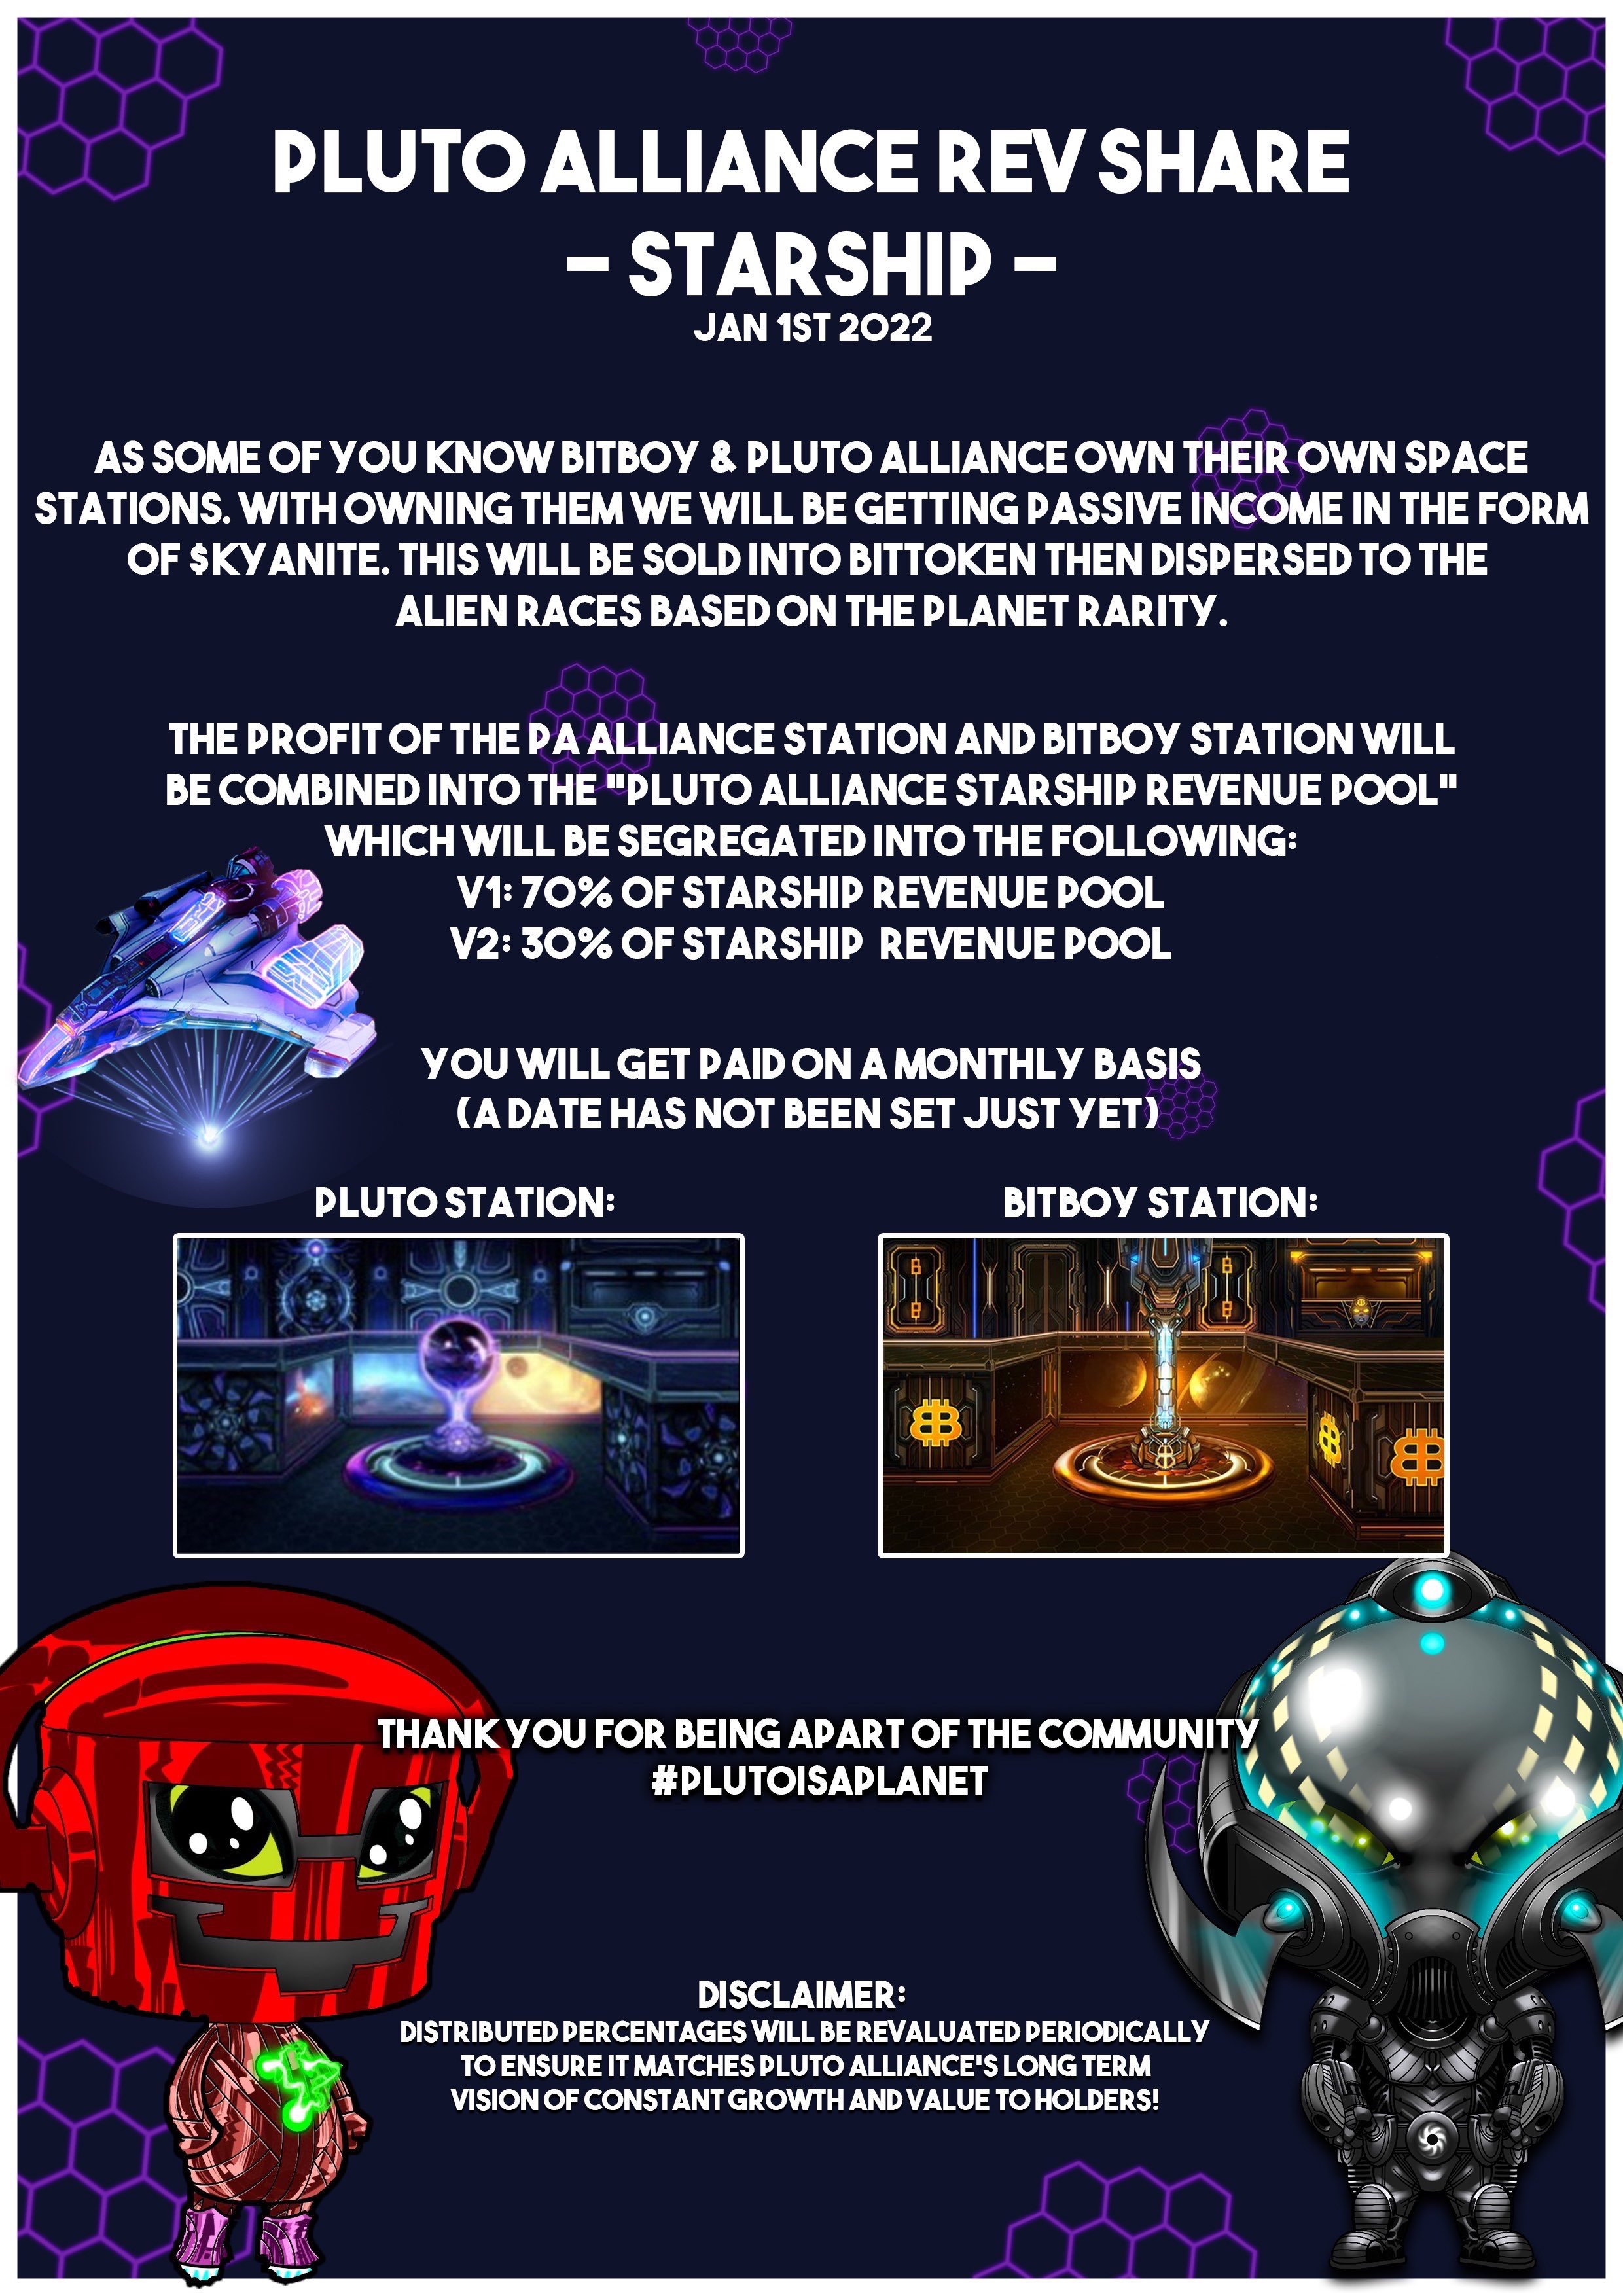 PLUTO ALLIANCE REV SHARE
- STARSHIP -
JAN 1ST 2022
AS SOME OF YOU KNOW BITBOY & PLUTO ALLIANCE OWN THEIR OWN SPACE
STATIONS. WITH OWNING THEM WE WILL BE GETTING PASSIVE INCOME IN THE FORM
OF $KYANITE. THIS WILL BE SOLD INTO BITTOKEN THEN DISPERSED TO THE
ALIEN RACES BASED ON THE PLANET RARITY.
THE PROFIT OF THE PA ALLIANCE STATION AND BITBOY STATION WILL
BE COMBINED INTO THE "PLUTO ALLIANCE STARSHIP REVENUE POOL"
WHICH WILL BE SEGREGATED INTO THE FOLLOWING:
V1: 70% OF STARSHIP REVENUE POOL
V2: 30% OF STARSHIP REVENUE POOL
YOU WILL GET PAID ON A MONTHLY BASIS
(A DATE HAS NOT BEEN SET JUST YET)
PLUTO STATION:
BITBOY STATION:
THANK YOU FOR BEING APART OF THE COMMUNITY
#PLUTOISAPLANET
DISCLAIMER:
DISTRIBUTED PERCENTAGES WILL BE REVALUATED PERIODICALLY
TO ENSURE IT MATCHES PLUTO ALLIANCE'S LONG TERM
VISION OF CONSTANT GROWTH AND VALUE TO HOLDERS!